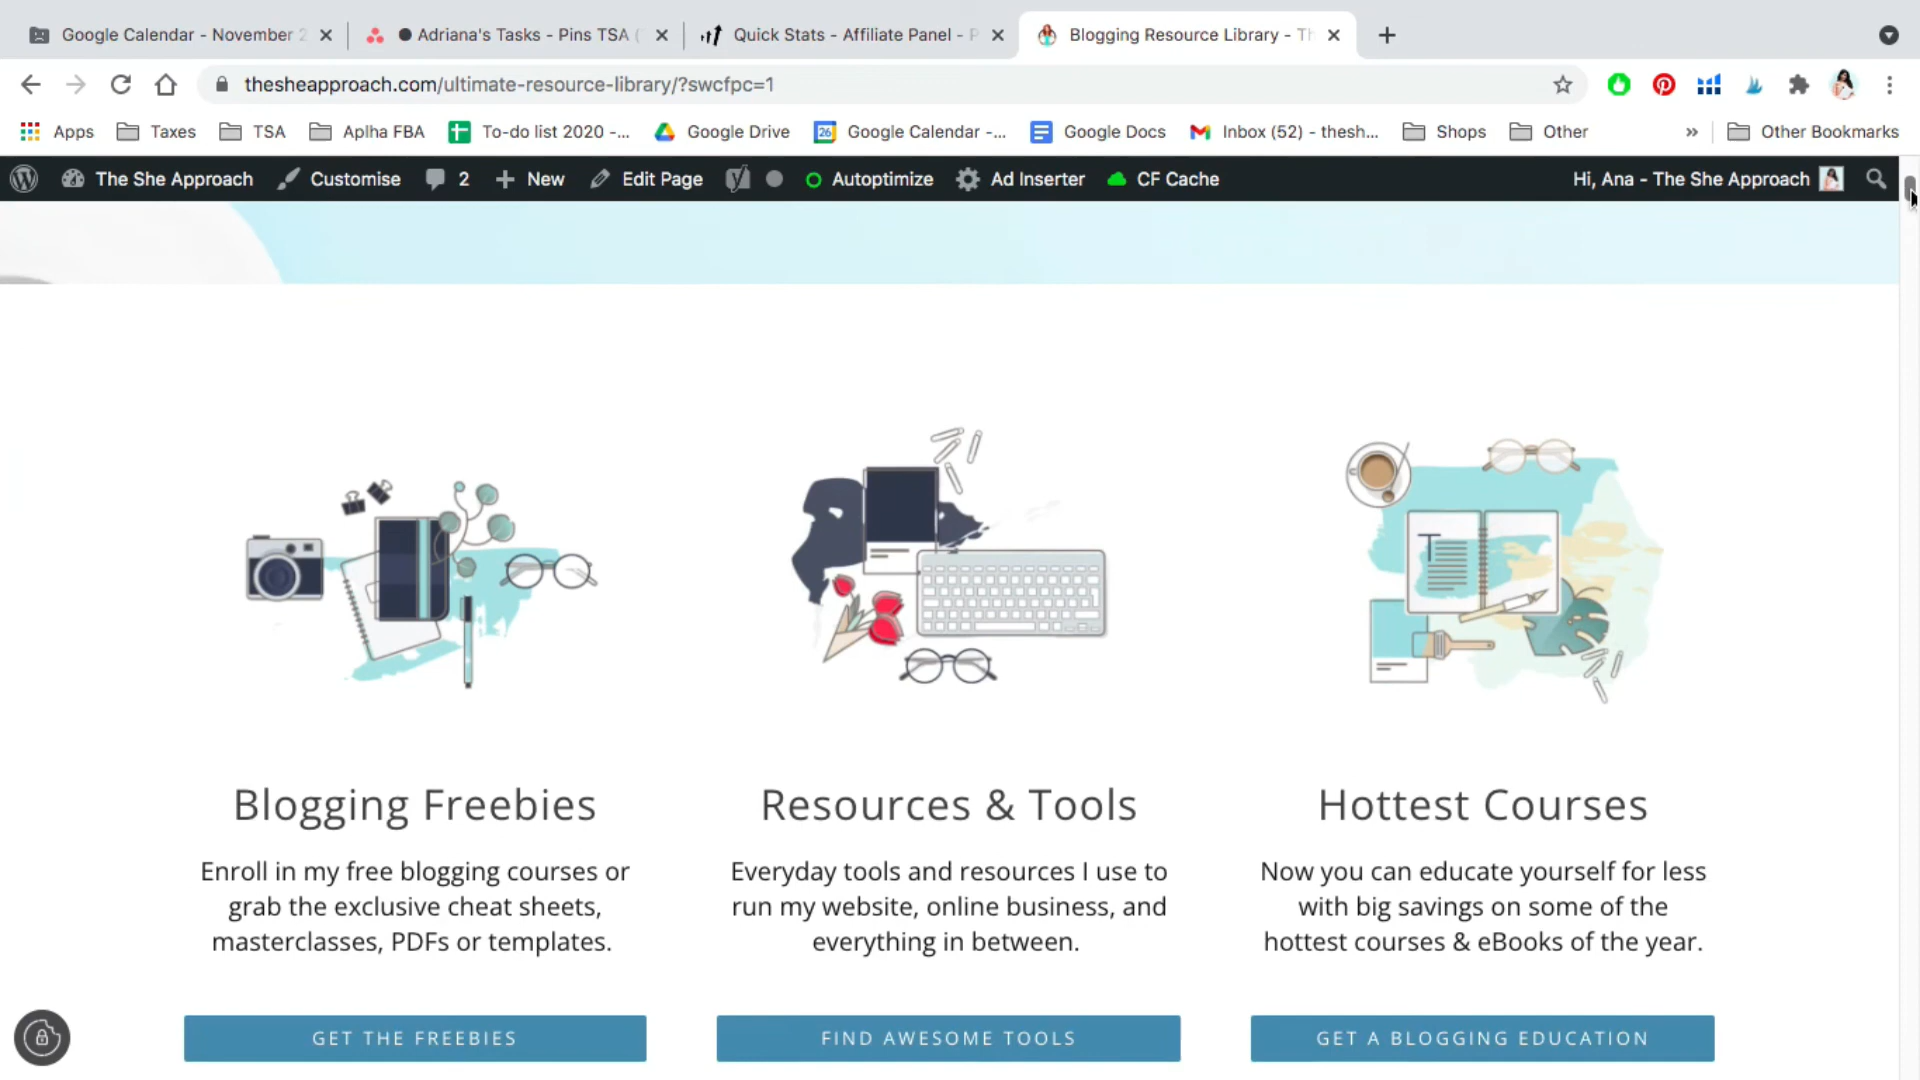 Google Calendar - November 2
Adriana's Tasks - Pins TSA (
Quick Stats - Affiliate Panel - P
Blogging Resource Library - Th
thesheapproach.com/ultimate-resource-library/?swcfpc=1
Apps
Taxes
TSA
Aplha FBA
To-do list 2020 -...
Google Drive
26
Google Calendar -...
Google Docs
Inbox (52) - thesh...
Shops
Other
»
Other Bookmarks
The She Approach
Customise
2
New
Edit Page
Autoptimize
Ad Inserter
CF Cache
Hi, Ana - The She Approach
T
Blogging Freebies
Enroll in my free blogging courses or
grab the exclusive cheat sheets,
masterclasses, PDFs or templates.
GET THE FREEBIES
Resources & Tools
Everyday tools and resources I use to
run my website, online business, and
everything in between.
FIND AWESOME TOOLS
Hottest Courses
Now you can educate yourself for less
with big savings on some of the
hottest courses & eBooks of the year.
GET A BLOGGING EDUCATION